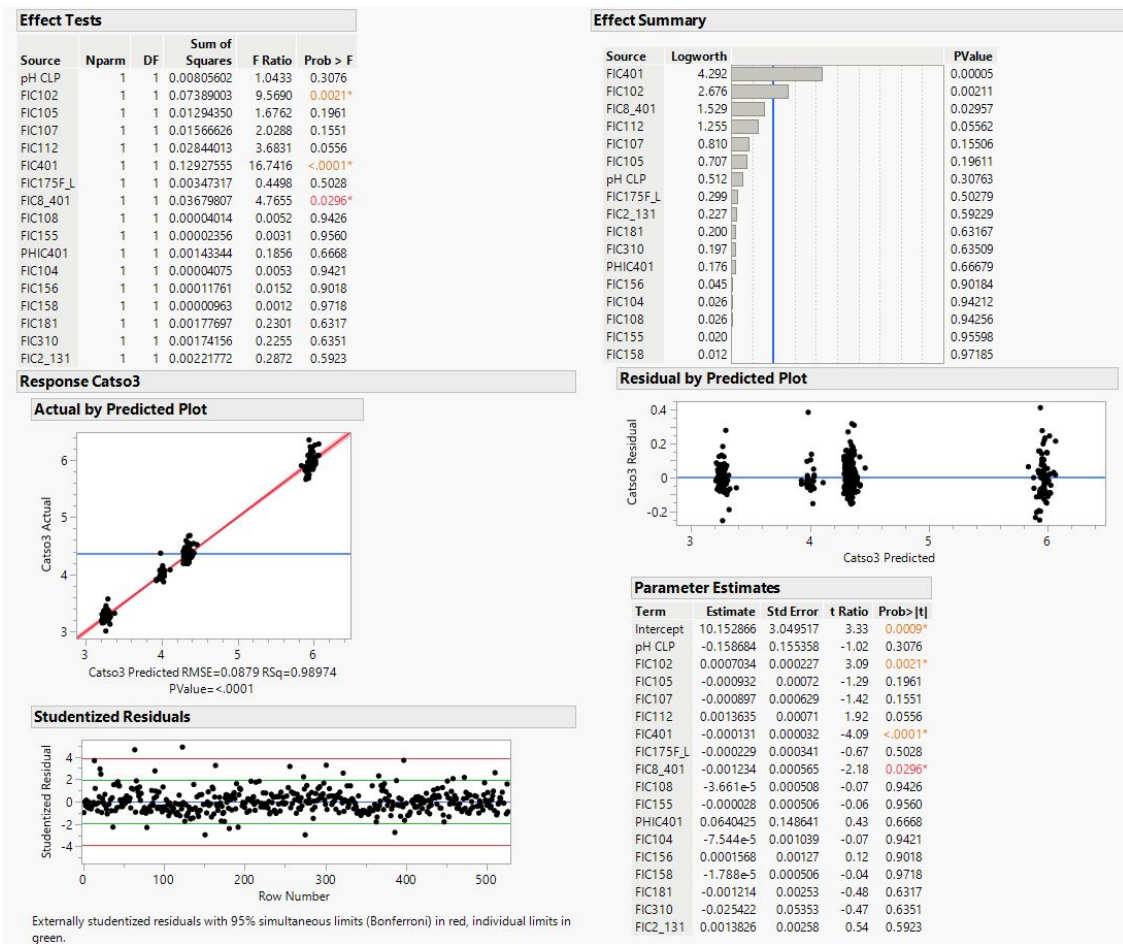 Effect Tests
Sum of
Source Nparm DF Squares F Ratio Prob > F
pH CLP 1 1 0.00805602 1.0433 0.3076
FIC102 1 1 0.07389003 9.5690 0.0021*
FIC105 1 1 0.01294350 1.6762 0.1961
FIC107 1 1 0.01566626 2.0288 0.1551
FIC112 1 1 0.02844013 3.6831 0.0556
FIC401 1 1 0.12927555 16.7416 <.0001*
FIC175F_L 1 1 0.00347317 0.4498 0.5028
FIC8_401 1 1 0.03679807 4.7655 0.0296*
FIC108 1 1 0.00004014 0.0052 0.9426
FIC155 1 1 0.00002356 0.0031 0.9560
PHIC401 1 1 0.00143344 0.1856 0.6668
FIC104 1 1 0.00004075 0.0053 0.9421
FIC156 1 1 0.00011761 0.0152 0.9018
FIC158 1 1 0.00000963 0.0012 0.9718
FIC181 1 1 0.00177697 0.2301 0.6317
FIC310 1 1 0.00174156 0.2255 0.6351
FIC2_131 1 1 0.00221772 0.2872 0.5923
Effect Summary
Source Logworth PValue
FIC401 4.292 0.00005
FIC102 2.676 0.00211
FIC8_401 1.529 0.02957
FIC112 1.255 0.05562
FIC107 0.810 0.15506
FIC105 0.707 0.19611
pH CLP 0.512 0.30763
FIC175F_L 0.299 0.50279
FIC2_131 0.227 0.59229
FIC181 0.200 0.63167
FIC310 0.197 0.63509
PHIC401 0.176 0.66679
FIC156 0.045 0.90184
FIC104 0.026 0.94212
FIC108 0.026 0.94256
FIC155 0.020 0.95598
FIC158 0.012 0.97185
Response Catso3
Actual by Predicted Plot
Catso3 Actual
6
5
4
3
3 4 5 6
Catso3 Predicted RMSE=0.0879 RSq=0.98974
PValue=<.0001
Residual by Predicted Plot
Catso3 Residual
0.4
0.2
0
-0.2
3 4 5 6
Catso3 Predicted
Studentized Residuals
Studentized Residual
4
2
0
-2
-4
0 100 200 300 400 500
Row Number
Externally studentized residuals with 95% simultaneous limits (Bonferroni) in red, individual limits in
green.
Parameter Estimates
Term Estimate Std Error t Ratio Prob>|t|
Intercept 10.152866 3.049517 3.33 0.0009*
pH CLP -0.158684 0.155358 -1.02 0.3076
FIC102 0.0007034 0.000227 3.09 0.0021*
FIC105 -0.000932 0.00072 -1.29 0.1961
FIC107 -0.000897 0.000629 -1.42 0.1551
FIC112 0.0013635 0.00071 1.92 0.0556
FIC401 -0.000131 0.000032 -4.09 <.0001*
FIC175F_L -0.000229 0.000341 -0.67 0.5028
FIC8_401 -0.001234 0.000565 -2.18 0.0296*
FIC108 -3.661e-5 0.000508 -0.07 0.9426
FIC155 -0.000028 0.000506 -0.06 0.9560
PHIC401 0.0640425 0.148641 0.43 0.6668
FIC104 -7.544e-5 0.001039 -0.07 0.9421
FIC156 0.0001568 0.00127 0.12 0.9018
FIC158 -1.788e-5 0.000506 -0.04 0.9718
FIC181 -0.001214 0.00253 -0.48 0.6317
FIC310 -0.025422 0.05353 -0.47 0.6351
FIC2_131 0.0013826 0.00258 0.54 0.5923